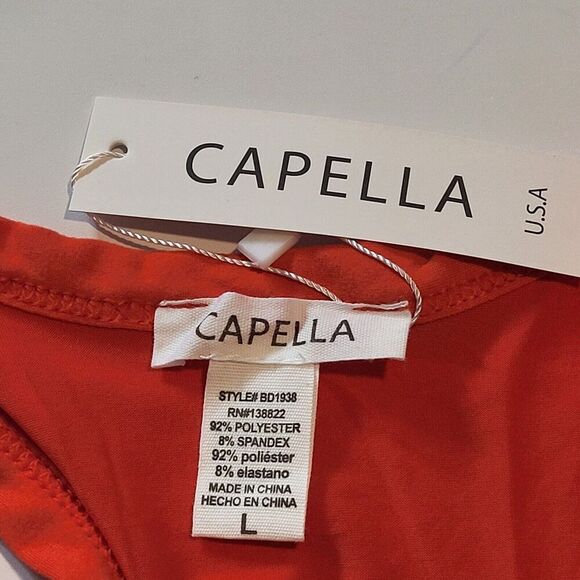 CAPELLA
U.S.A
CAPELLA
STYLE# BD1938
RN#138822
92% POLYESTER
8% SPANDEX
92% poliéster
8% elastano
MADE IN CHINA
HECHO EN CHINA
L